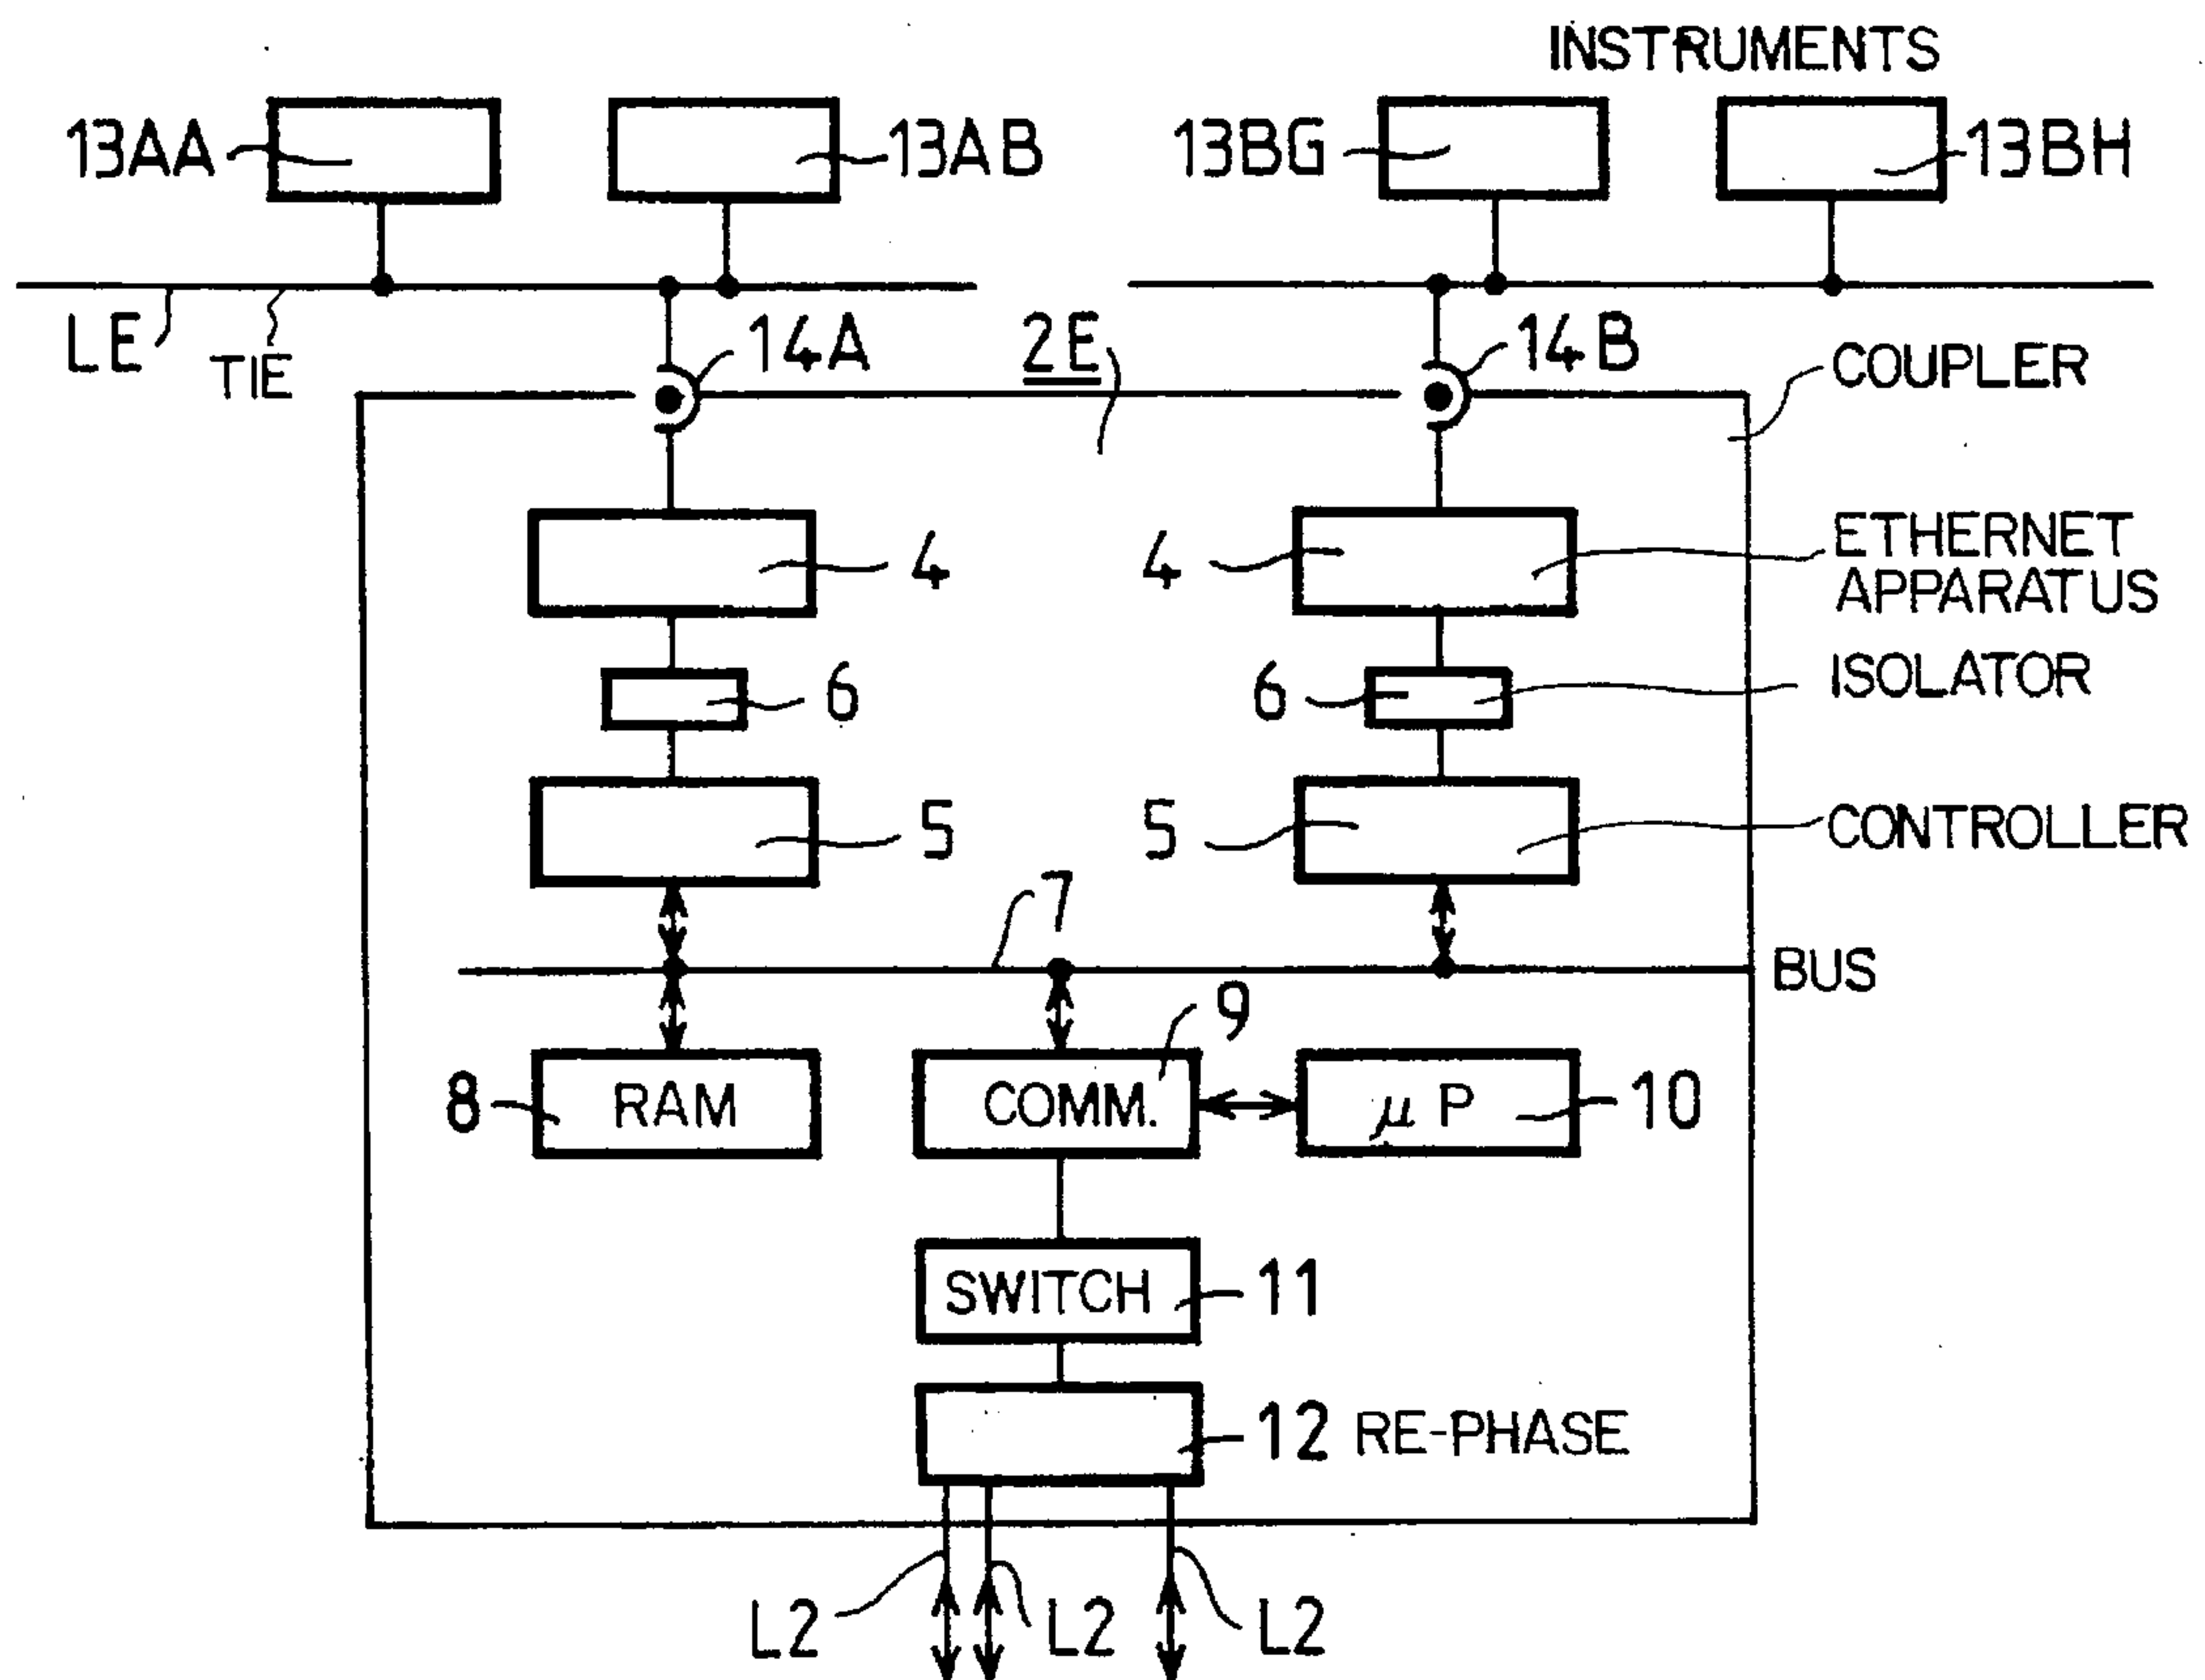 INSTRUMENTS
13AA
13AB
13BG
13BH
LE
TIE
14A
2E
14B
COUPLER
4
4
ETHERNET
APPARATUS
6
6
ISOLATOR
5
5
CONTROLLER
7
BUS
9
8
RAM
COMM.
μP
10
SWITCH
11
12 RE-PHASE
L2
L2
L2